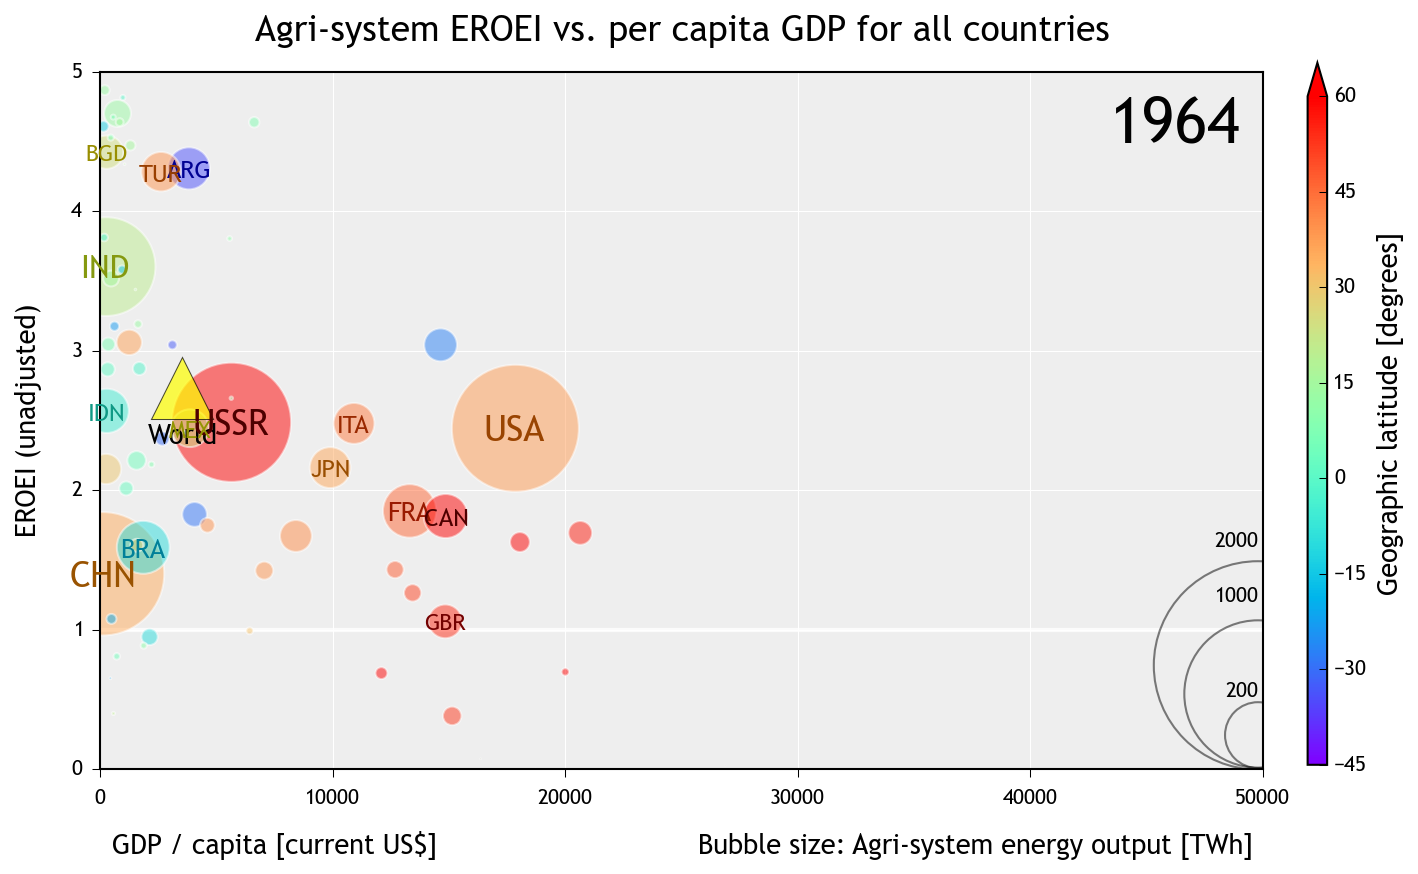 Agri-system EROEI vs. per capita GDP for all countries
1964
EROEI (unadjusted)
5
4
3
2
1
0
BGD
TUR
ARG
IND
IDN
World
MEX
USSR
ITA
USA
JPN
FRA
CAN
BRA
CHN
GBR
2000
1000
200
0
10000
20000
30000
40000
50000
GDP / capita [current US$]
Bubble size: Agri-system energy output [TWh]
60
45
30
15
0
−15
−30
−45
Geographic latitude [degrees]